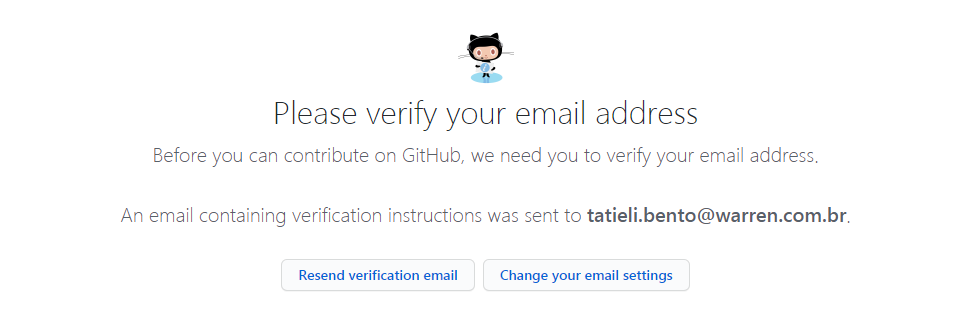 Please verify your email address
Before you can contribute on GitHub, we need you to verify your email address.
An email containing verification instructions was sent to tatieli.bento@warren.com.br.
Resend verification email
Change your email settings